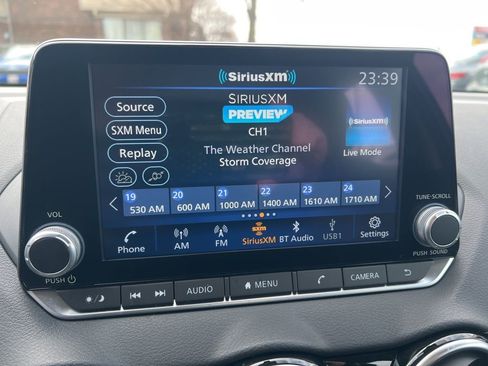 SiriusXM
23:39
Source
SIRIUSXM
PREVIEW
CH1
SXM Menu
SiriusXM
Replay
The Weather Channel
Storm Coverage
Live Mode
19 20 21 22 23 24
530 AM 600 AM 1000 AM 1400 AM 1610 AM 1710 AM
VOL
TUNE·SCROLL
Phone AM FM sxm SiriusXM BT Audio USB1 Settings
PUSH
PUSH SOUND
AUDIO MENU CAMERA